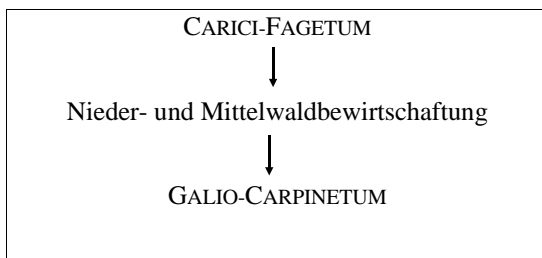 CARICI-FAGETUM
Nieder- und Mittelwaldbewirtschaftung
GALIO-CARPINETUM